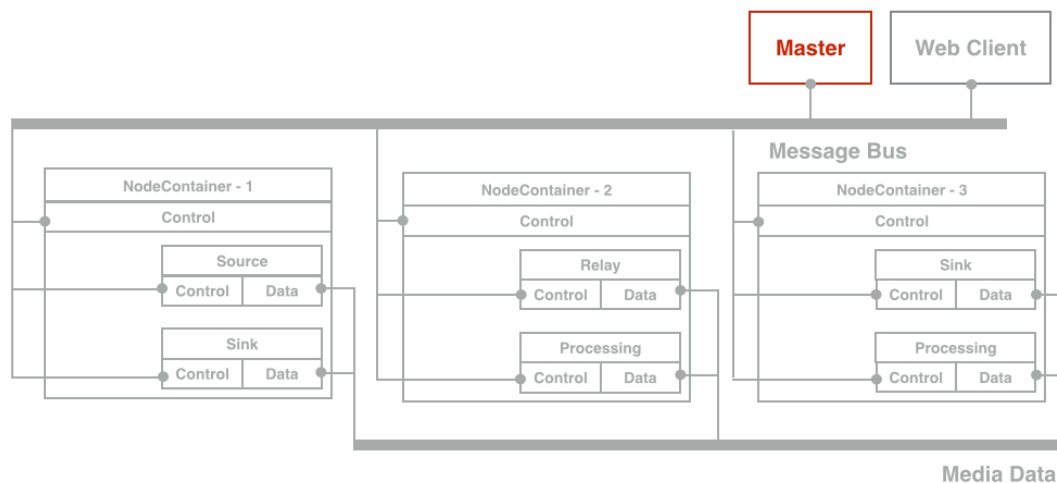 Master
Web Client
Message Bus
NodeContainer - 1
Control
Source
Control Data
Sink
Control Data
NodeContainer - 2
Control
Relay
Control Data
Processing
Control Data
NodeContainer - 3
Control
Sink
Control Data
Processing
Control Data
Media Data